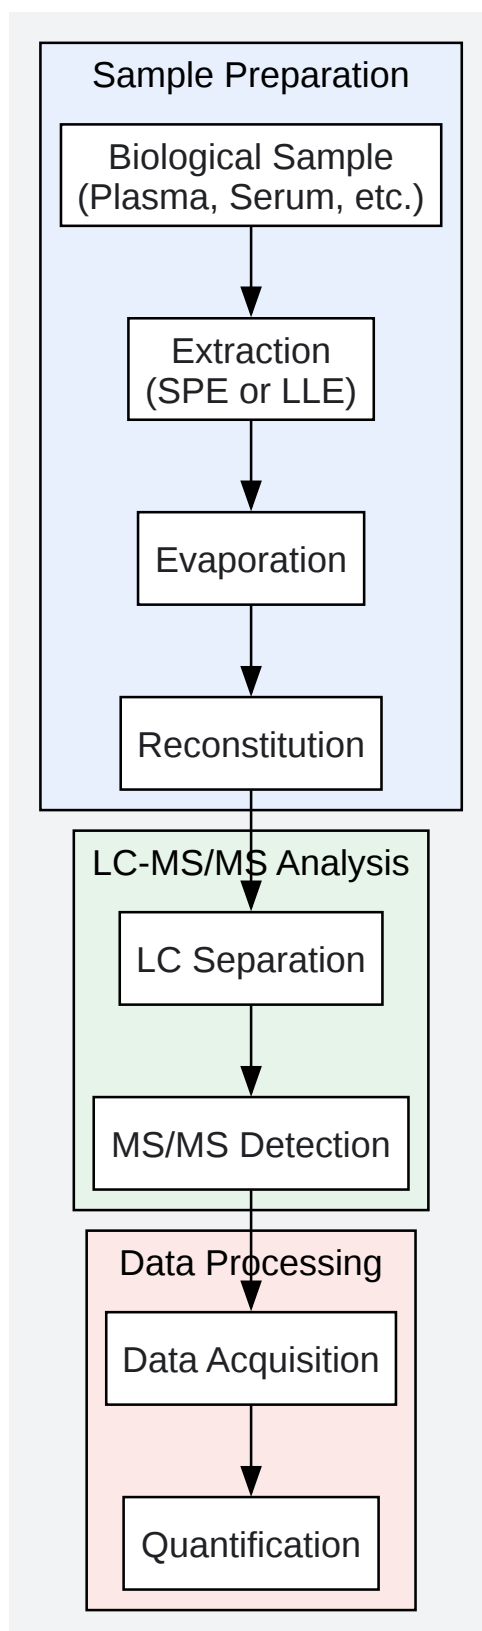 Sample Preparation
Biological Sample
(Plasma, Serum, etc.)
Extraction
(SPE or LLE)
Evaporation
Reconstitution
LC-MS/MS Analysis
LC Separation
MS/MS Detection
Data Processing
Data Acquisition
Quantification